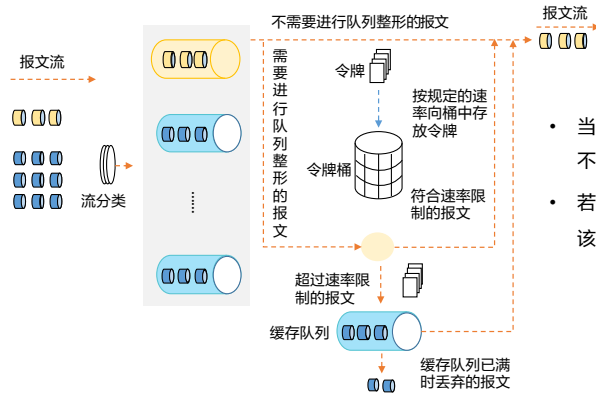 不需要进行队列整形的报文
报文流
报文流
流分类
……
需要进行队列整形的报文
令牌
按规定的速
率向桶中存
放令牌
令牌桶
符合速率限
制的报文
超过速率限
制的报文
缓存队列
缓存队列已满
时丢弃的报文
• 当
不
• 若
该